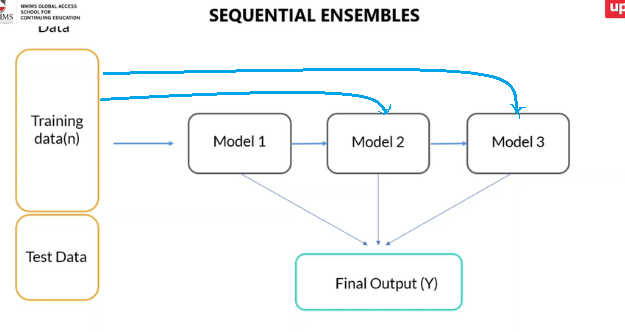 NMIMS GLOBAL ACCESS
SCHOOL FOR
CONTINUING EDUCATION
SEQUENTIAL ENSEMBLES
up
Data
Training
data(n)
Model 1
Model 2
Model 3
Test Data
Final Output (Y)